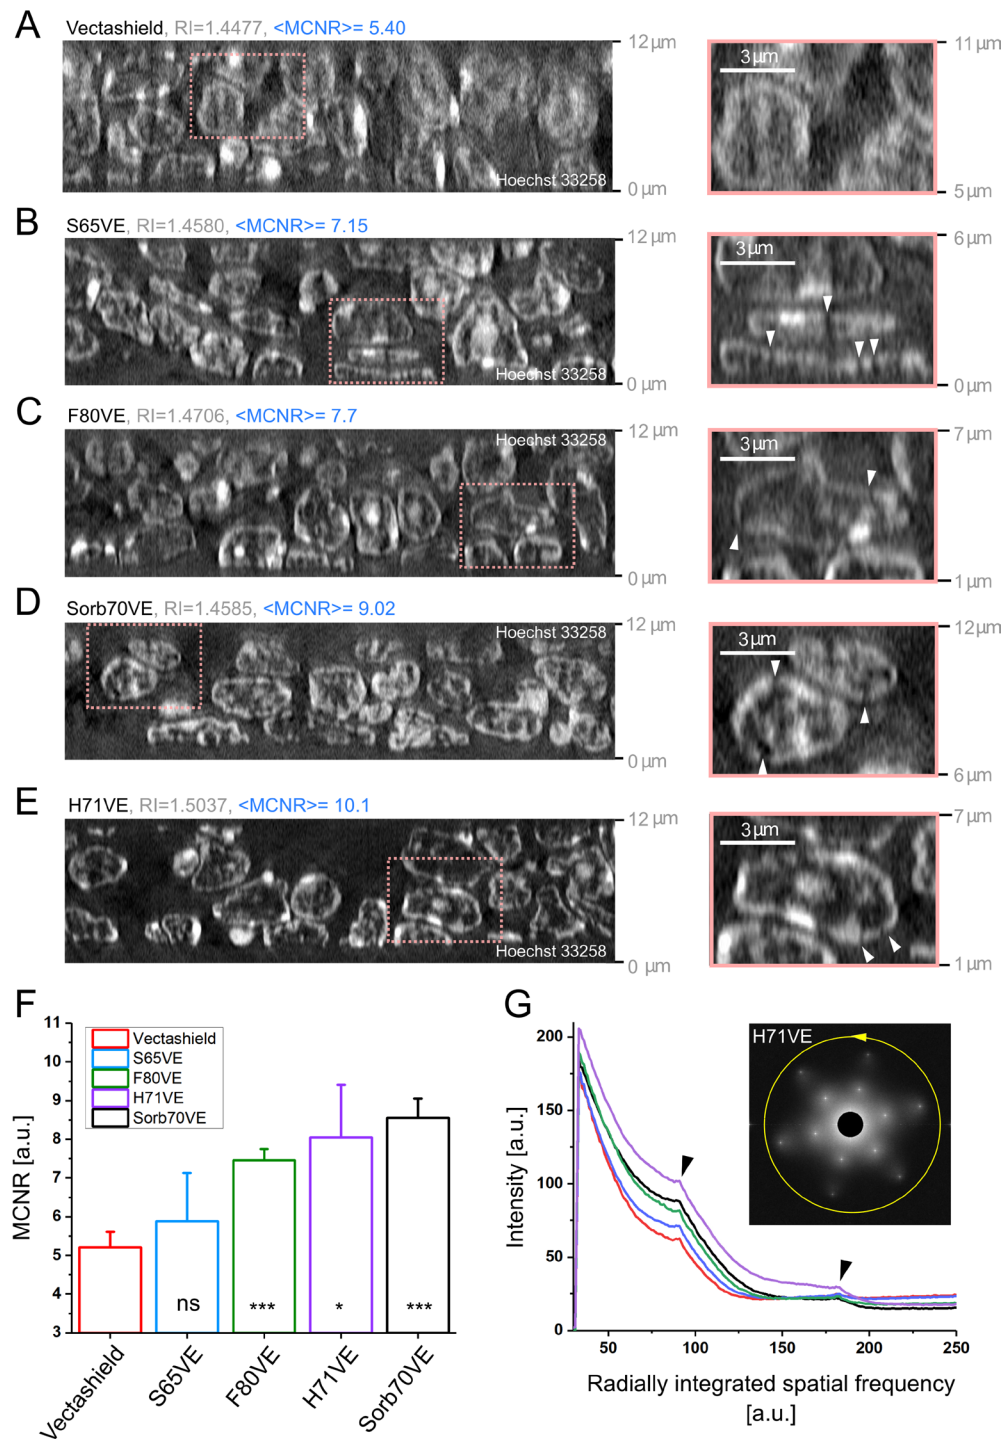 A
Vectashield, RI=1.4477, <MCNR>= 5.40
12 µm
Hoechst 33258
0 µm
3 µm
11 µm
5 µm
B
S65VE, RI=1.4580, <MCNR>= 7.15
12 µm
Hoechst 33258
0 µm
3 µm
6 µm
0 µm
C
F80VE, RI=1.4706, <MCNR>= 7.7
Hoechst 33258
12 µm
0 µm
3 µm
7 µm
1 µm
D
Sorb70VE, RI=1.4585, <MCNR>= 9.02
Hoechst 33258
12 µm
0 µm
3 µm
12 µm
6 µm
E
H71VE, RI=1.5037, <MCNR>= 10.1
12 µm
Hoechst 33258
0 µm
3 µm
7 µm
1 µm
F
MCNR [a.u.]
11
10
9
8
7
6
5
4
3
Vectashield
S65VE
F80VE
H71VE
Sorb70VE
ns
***
*
***
Vectashield
S65VE
F80VE
H71VE
Sorb70VE
G
Intensity [a.u.]
200
150
100
50
0
H71VE
50
100
150
200
250
Radially integrated spatial frequency
[a.u.]